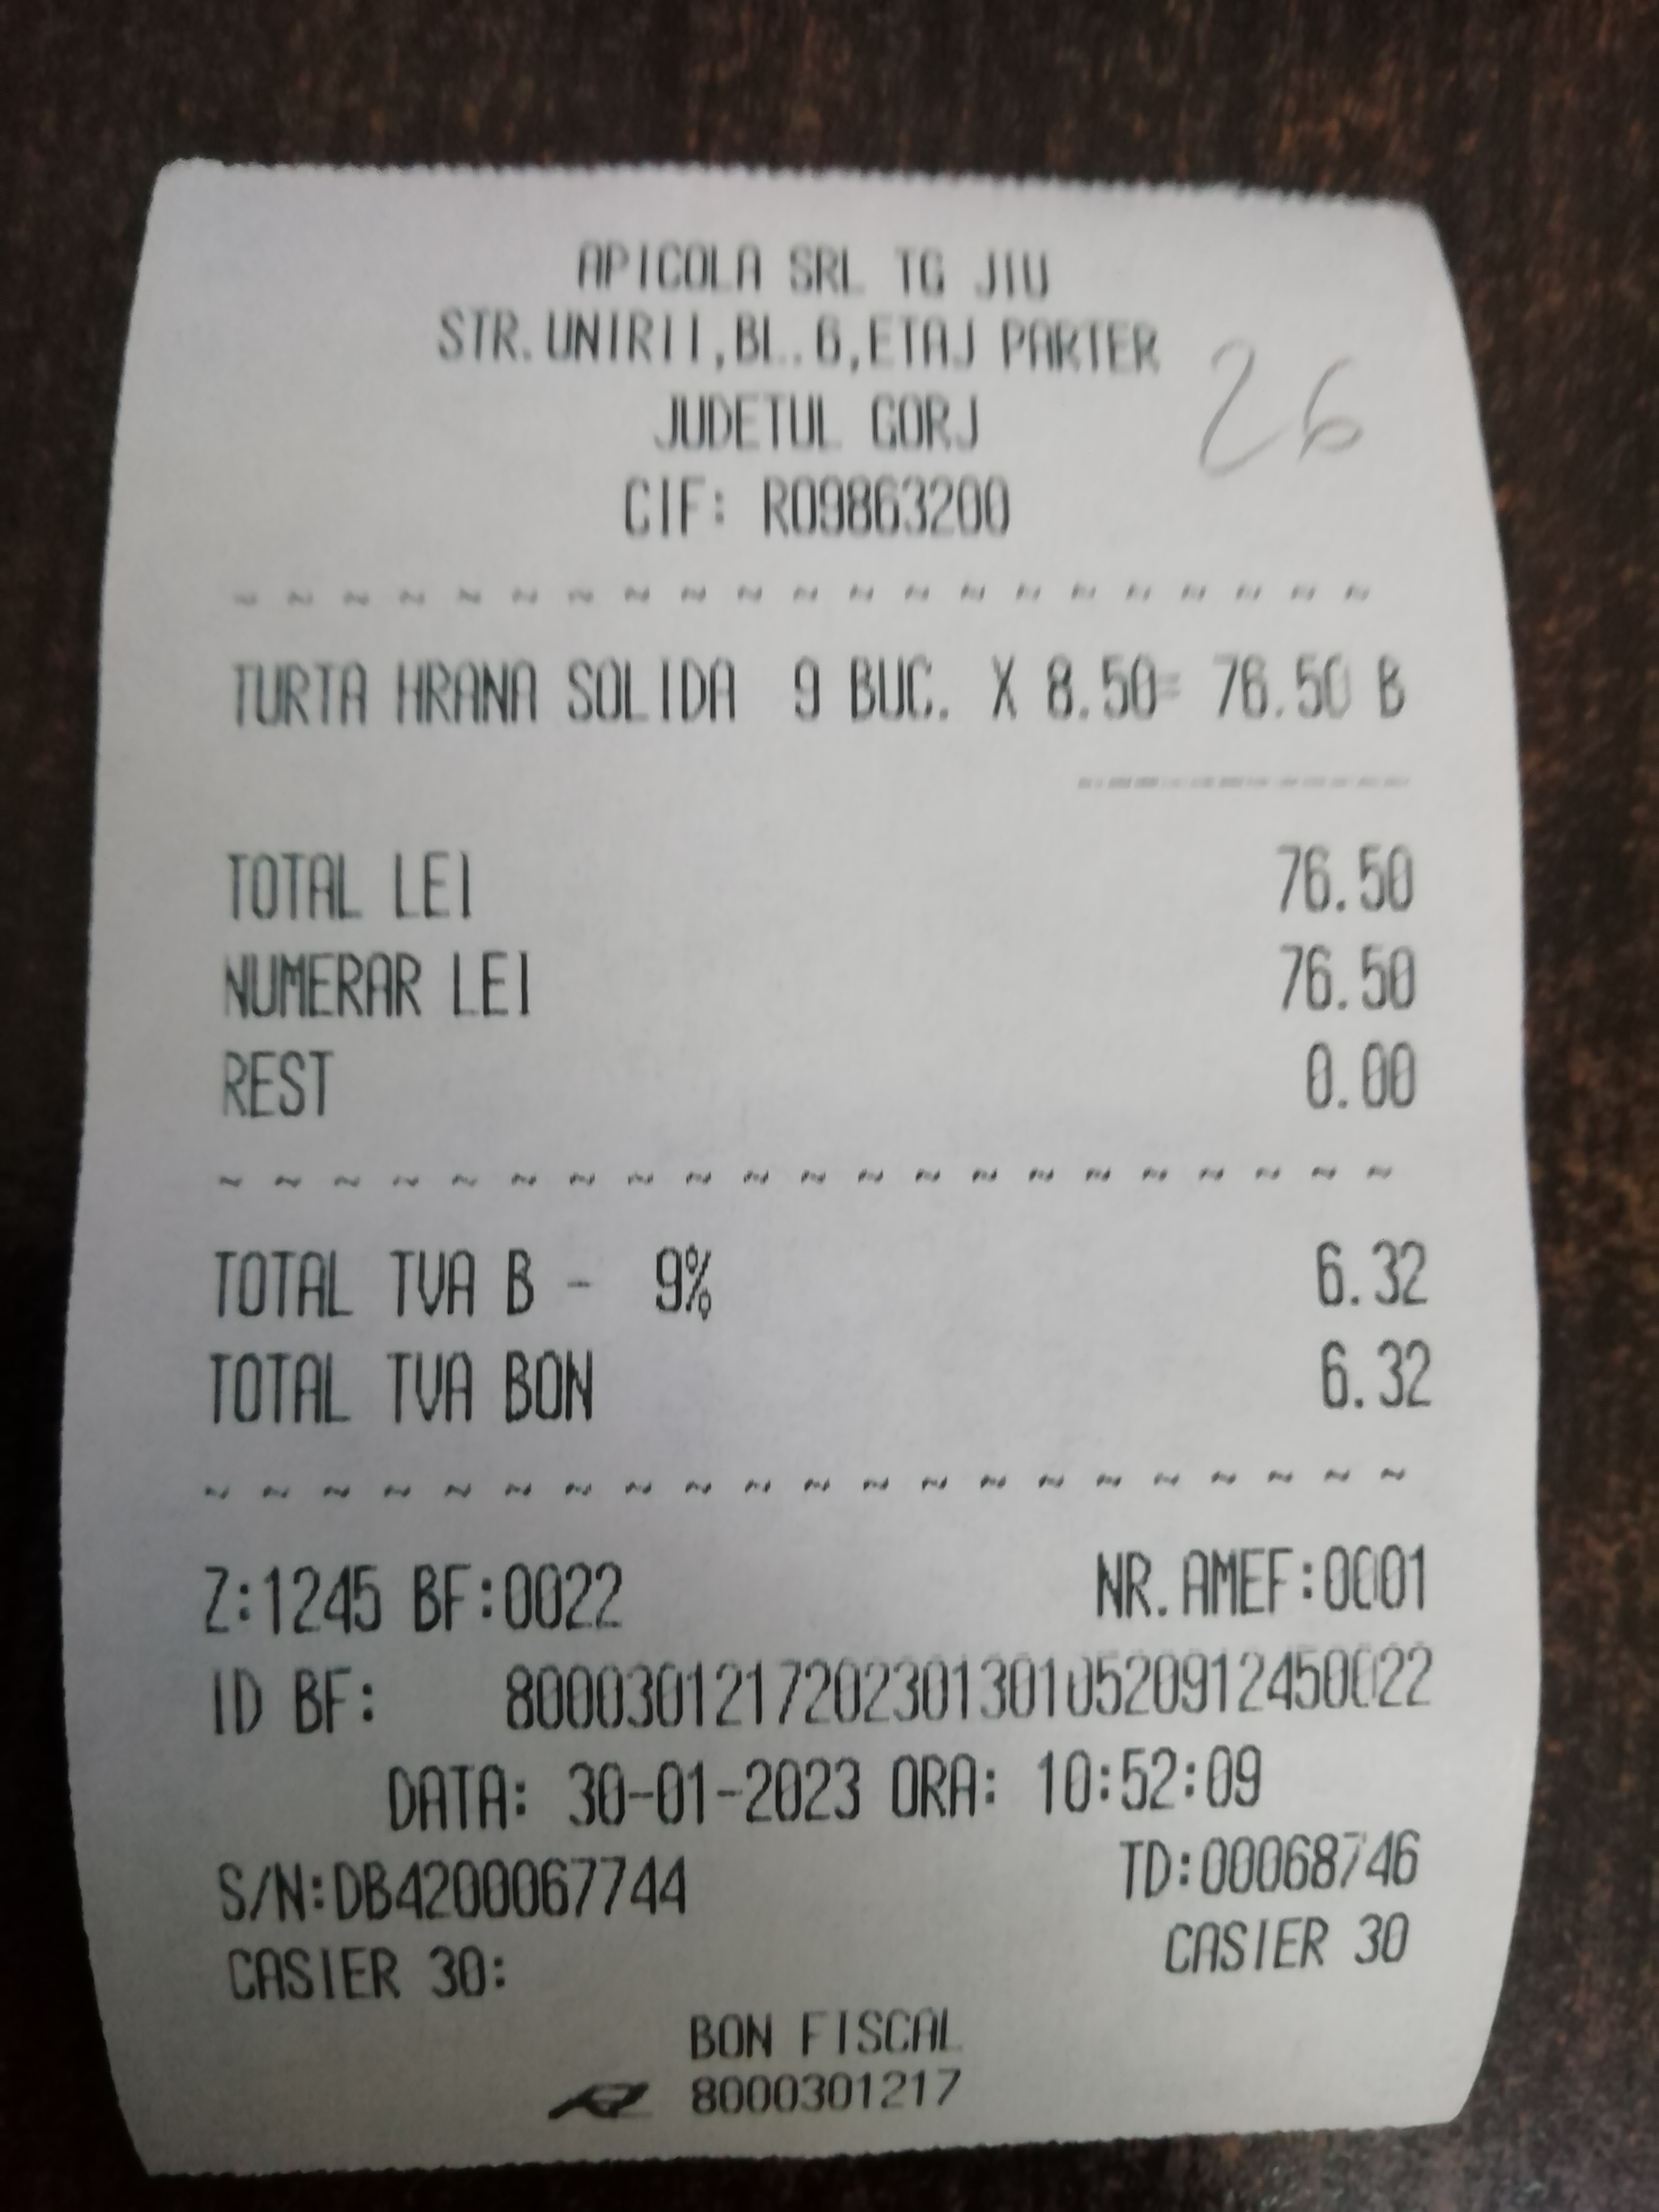 APICOLA SRL TG JIU
STR.UNIRII,BL.6,ETAJ PARTER
26
JUDETUL GORJ
CIF: RO9863200
~ ~ ~ ~ ~ ~ ~ ~ ~ ~ ~ ~ ~ ~ ~ ~ ~ ~ ~ ~ ~
TURTA HRANA SOLIDA 9 BUC. X 8.50= 76.50 B
------------
TOTAL LEI 76.50
NUMERAR LEI 76.50
REST 0.00
~ ~ ~ ~ ~ ~ ~ ~ ~ ~ ~ ~ ~ ~ ~ ~ ~ ~ ~ ~ ~
TOTAL TVA B - 9% 6.32
TOTAL TVA BON 6.32
~ ~ ~ ~ ~ ~ ~ ~ ~ ~ ~ ~ ~ ~ ~ ~ ~ ~ ~ ~ ~
Z:1245 BF:0022 NR.AMEF:0001
ID BF: 80003012172023013010520912450022
DATA: 30-01-2023 ORA: 10:52:09
S/N:DB4200067744 TD:00068746
CASIER 30: CASIER 30
BON FISCAL
8000301217